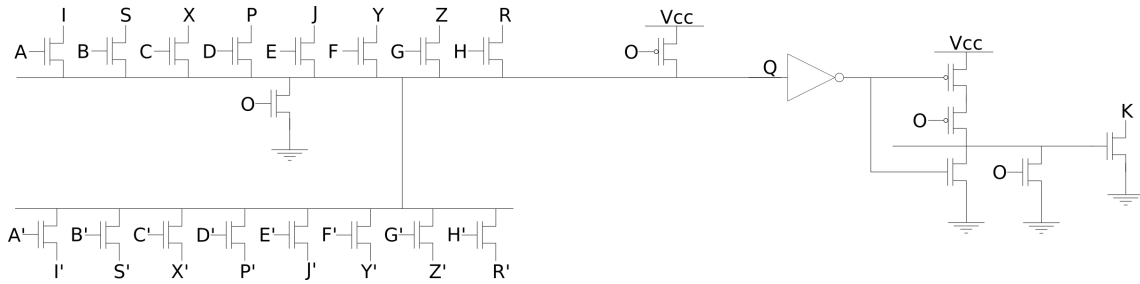 I S X P J Y Z R
Vcc
A B C D E F G H O
Vcc
Q
O
K
O
O
A' B' C' D' E' F' G' H'
I' S' X' P' J' Y' Z' R'